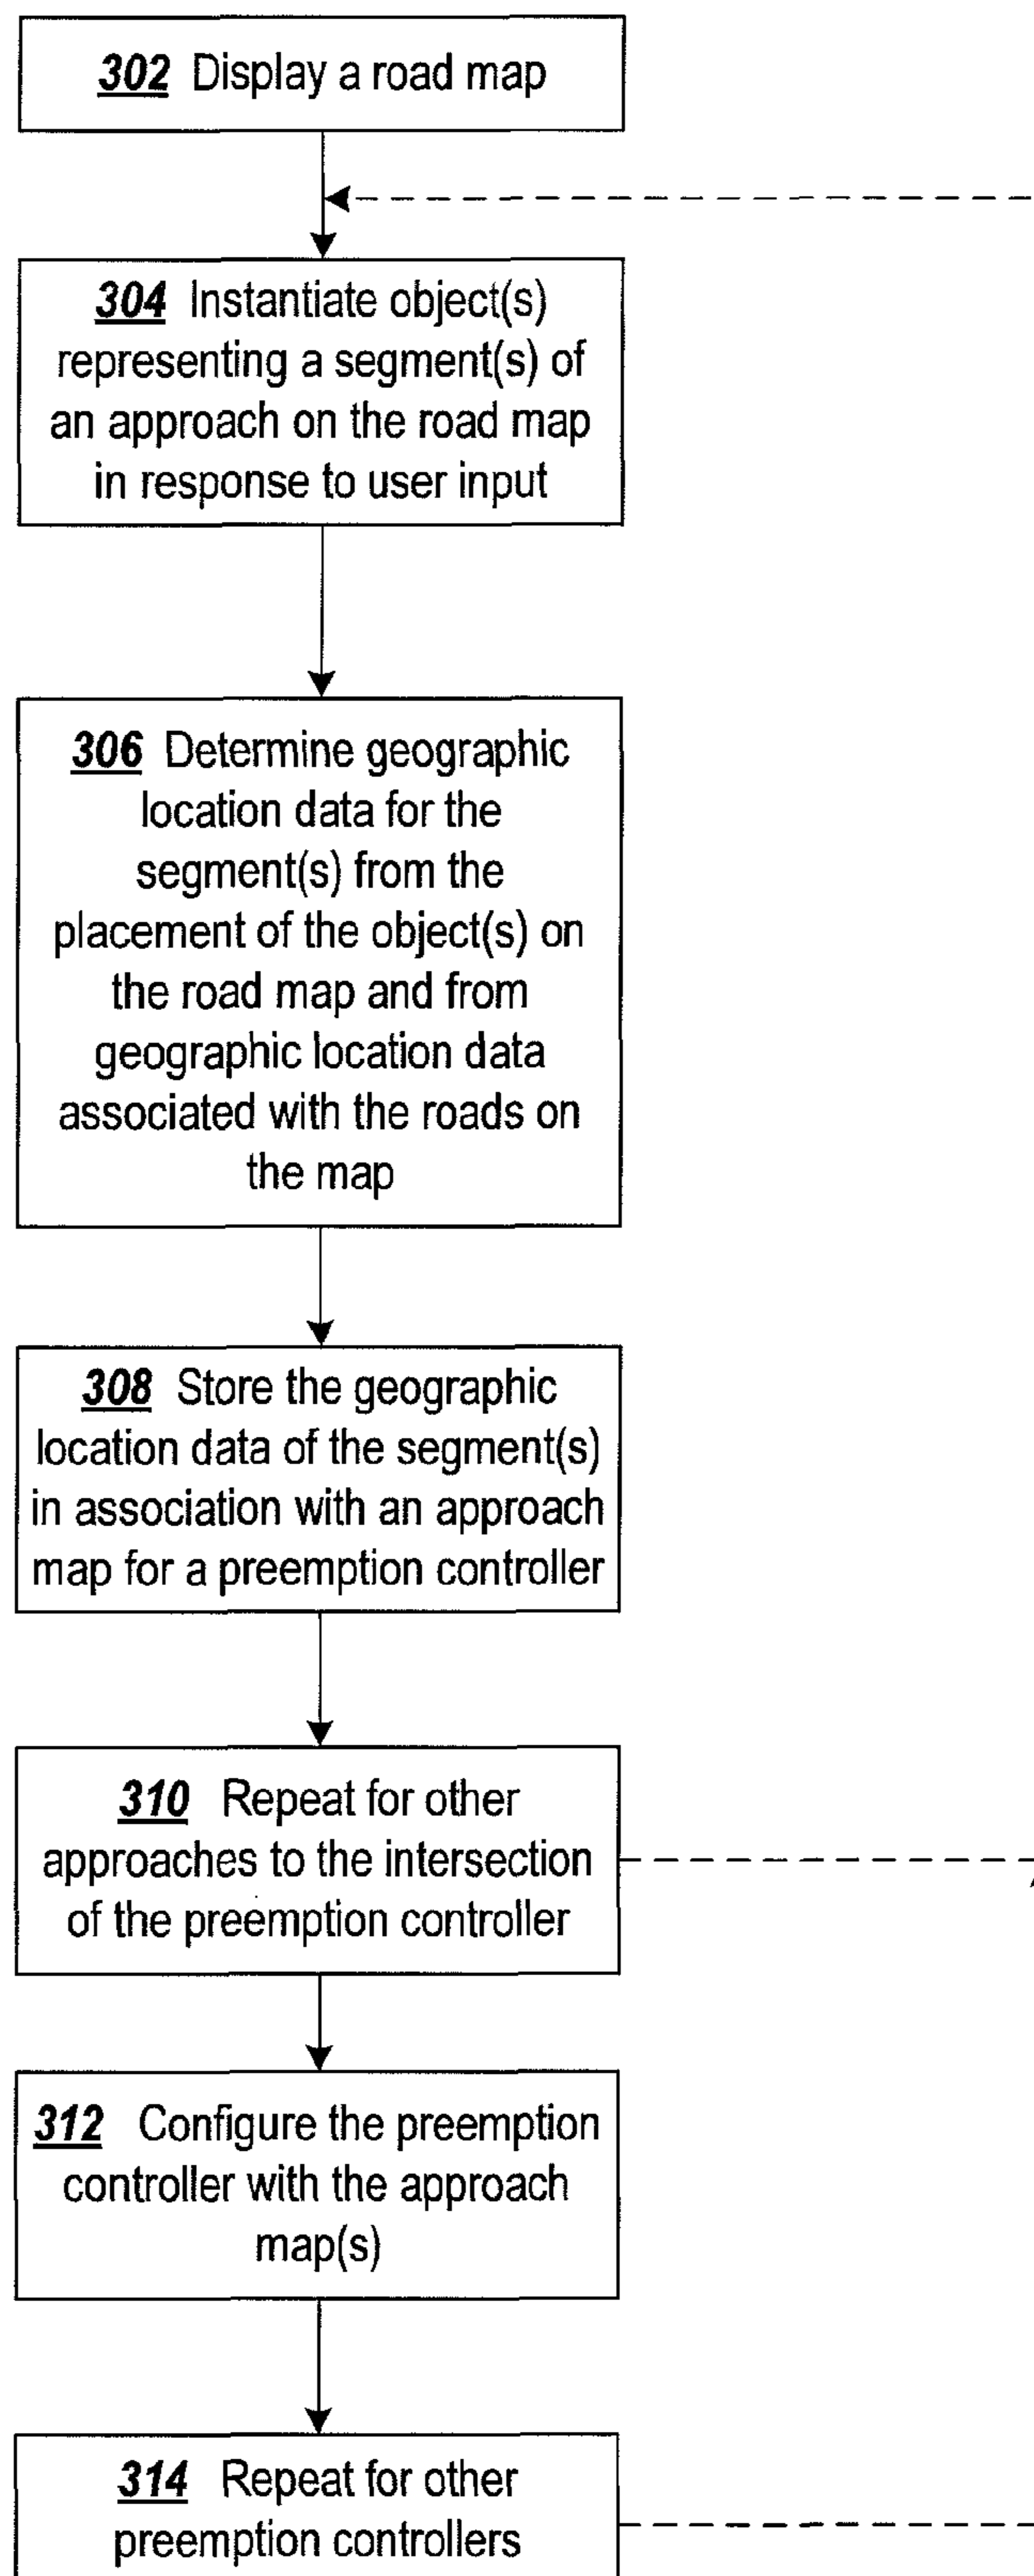 302 Display a road map
304 Instantiate object(s)
representing a segment(s) of
an approach on the road map
in response to user input
306 Determine geographic
location data for the
segment(s) from the
placement of the object(s) on
the road map and from
geographic location data
associated with the roads on
the map
308 Store the geographic
location data of the segment(s)
in association with an approach
map for a preemption controller
310 Repeat for other
approaches to the intersection
of the preemption controller
312 Configure the preemption
controller with the approach
map(s)
314 Repeat for other
preemption controllers